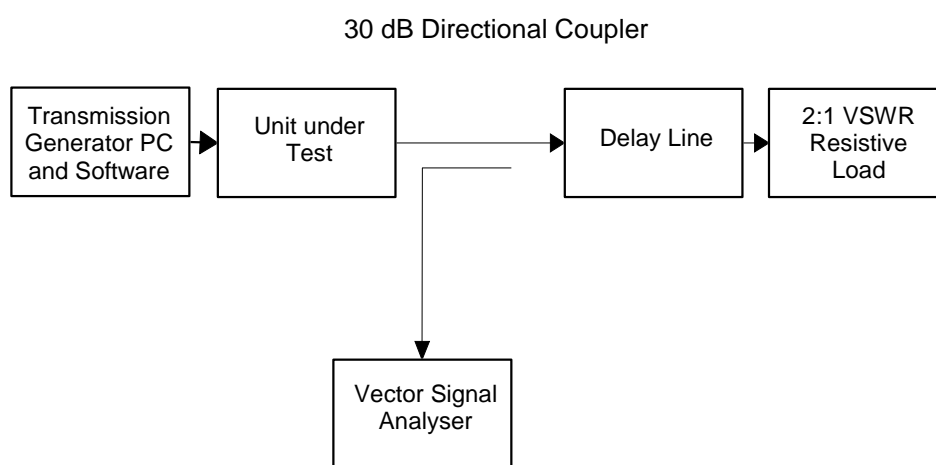 30 dB Directional Coupler
Transmission
Generator PC
and Software
Unit under
Test
Delay Line
2:1 VSWR
Resistive
Load
Vector Signal
Analyser